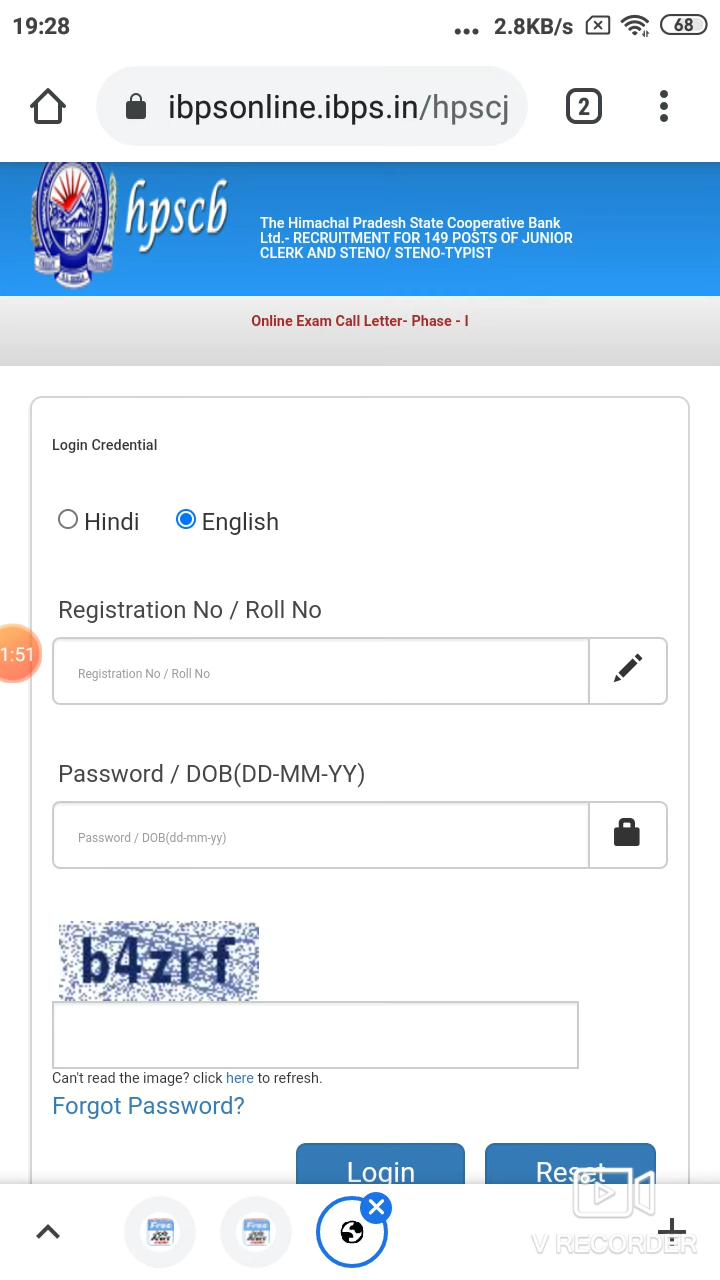 19:28
... 2.8KB/s 68
ibpsonline.ibps.in/hpscj
2
hpscb
The Himachal Pradesh State Cooperative Bank
Ltd.- RECRUITMENT FOR 149 POSTS OF JUNIOR
CLERK AND STENO/ STENO-TYPIST
Online Exam Call Letter- Phase - I
Login Credential
Hindi English
Registration No / Roll No
1:51
Registration No / Roll No
Password / DOB(DD-MM-YY)
Password / DOB(dd-mm-yy)
b4zrf
Can't read the image? click here to refresh.
Forgot Password?
Login Reset
V RECORDER